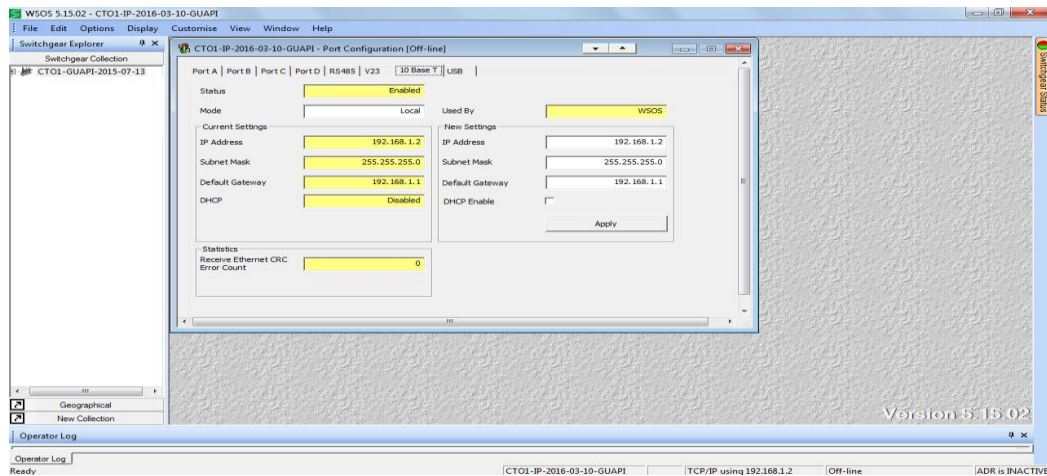 WSOS 5.15.02 - CTO1-IP-2016-03-10-GUAPI
File Edit Options Display Customise View Window Help
Switchgear Explorer
Switchgear Collection
CTO1-GUAPI-2015-07-13
CTO1-IP-2016-03-10-GUAPI - Port Configuration [Off-line]
Port A Port B Port C Port D RS485 V23 10 Base T USB
Status Enabled
Mode Local Used By WSOS
Current Settings New Settings
IP Address 192.168.1.2 IP Address 192.168.1.2
Subnet Mask 255.255.255.0 Subnet Mask 255.255.255.0
Default Gateway 192.168.1.1 Default Gateway 192.168.1.1
DHCP Disabled DHCP Enable
Apply
Statistics
Receive Ethernet CRC
Error Count 0
Switchgear Status
Geographical
New Collection
Version 5.15.02
Operator Log
Operator Log
Ready CTO1-IP-2016-03-10-GUAPI TCP/IP using 192.168.1.2 Off-line ADR is INACTIVE